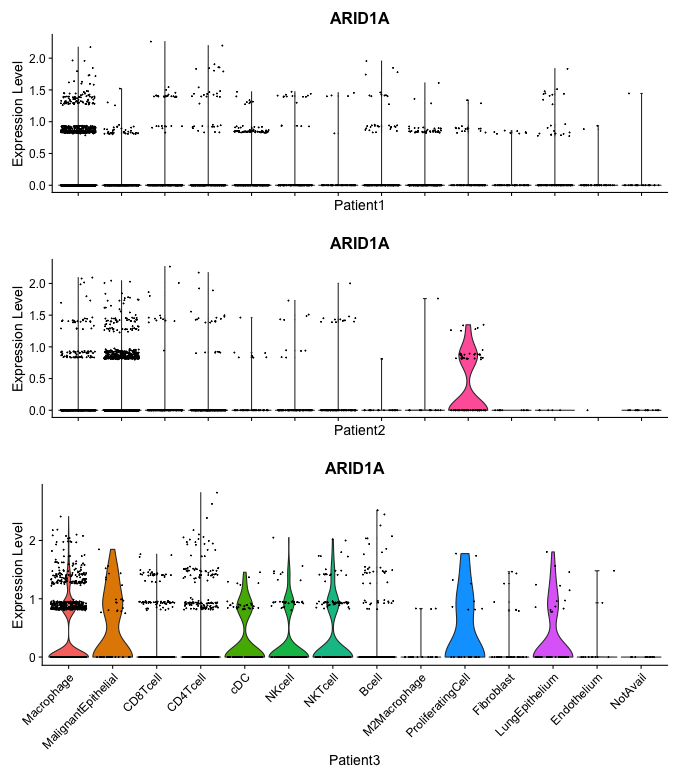 ARID1A
Expression Level
2.0
1.5
1.0
0.5
0.0
Patient1
ARID1A
Expression Level
2.0
1.5
1.0
0.5
0.0
Patient2
ARID1A
Expression Level
2
1
0
Macrophage
MalignantEpithelial
CD8Tcell
CD4Tcell
cDC
NKcell
NKTcell
Bcell
M2Macrophage
ProliferatingCell
Fibroblast
LungEpithelium
Endothelium
NotAvail
Patient3